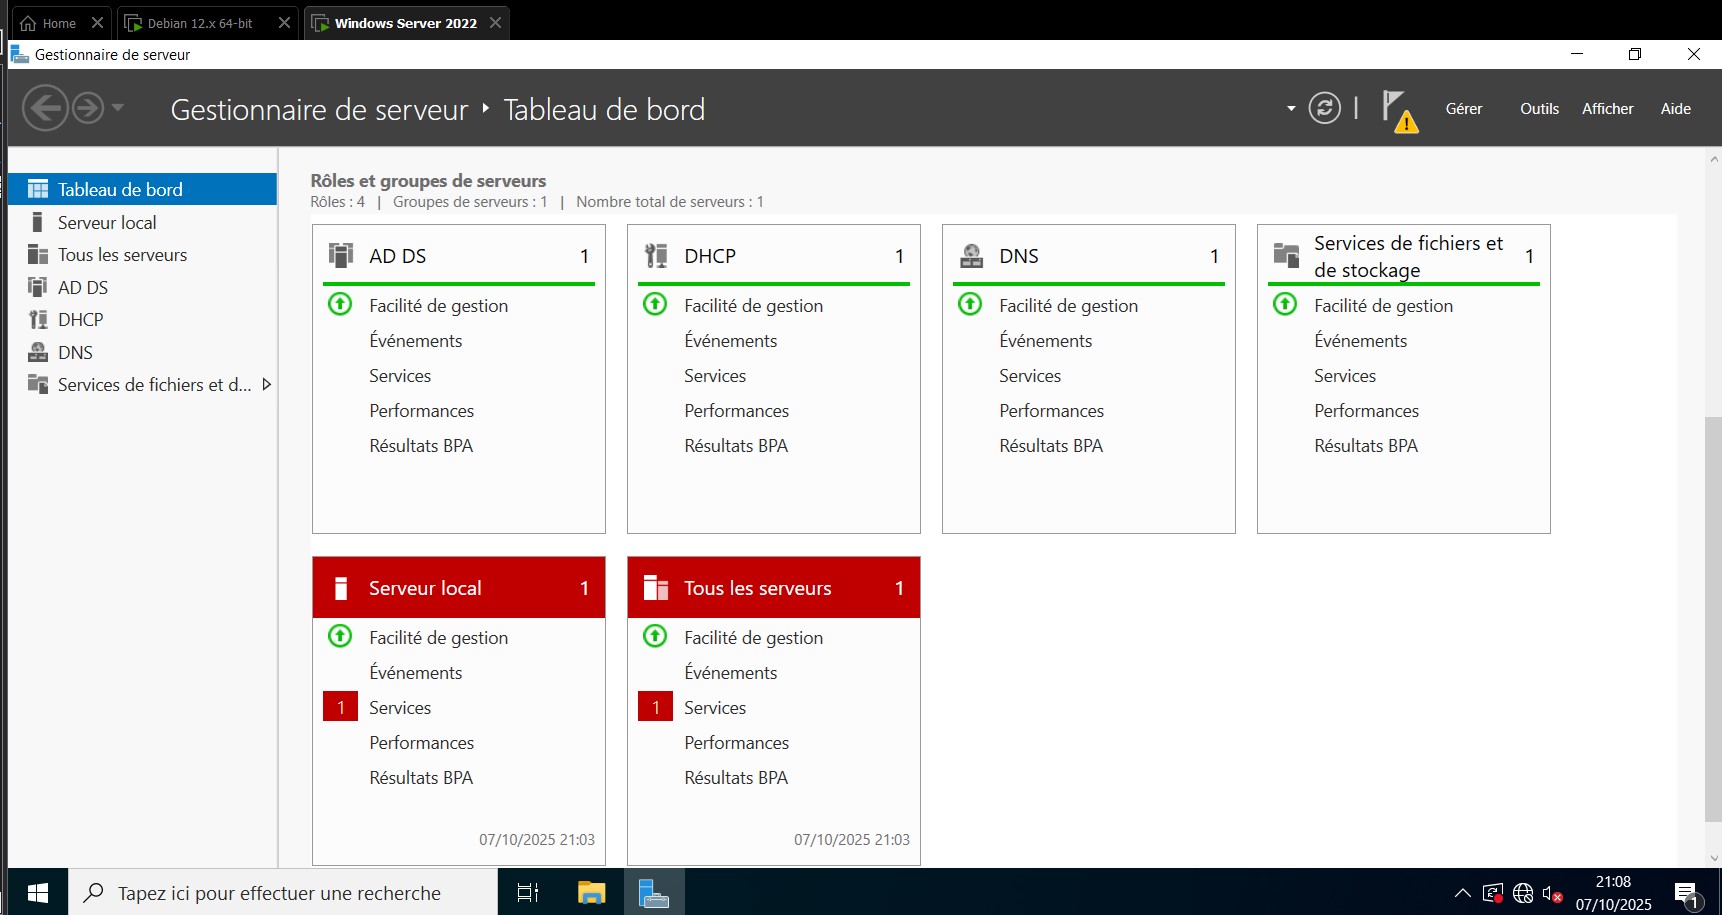 Home
Debian 12.x 64-bit
Windows Server 2022
Gestionnaire de serveur
Gestionnaire de serveur
Tableau de bord
Gérer
Outils
Afficher
Aide
Tableau de bord
Serveur local
Tous les serveurs
AD DS
DHCP
DNS
Services de fichiers et d...
Rôles et groupes de serveurs
Rôles : 4 | Groupes de serveurs : 1 | Nombre total de serveurs : 1
AD DS 1
Facilité de gestion
Événements
Services
Performances
Résultats BPA
DHCP 1
Facilité de gestion
Événements
Services
Performances
Résultats BPA
DNS 1
Facilité de gestion
Événements
Services
Performances
Résultats BPA
Services de fichiers et
de stockage 1
Facilité de gestion
Événements
Services
Performances
Résultats BPA
Serveur local 1
Facilité de gestion
Événements
1 Services
Performances
Résultats BPA
07/10/2025 21:03
Tous les serveurs 1
Facilité de gestion
Événements
1 Services
Performances
Résultats BPA
07/10/2025 21:03
Tapez ici pour effectuer une recherche
21:08
07/10/2025
1